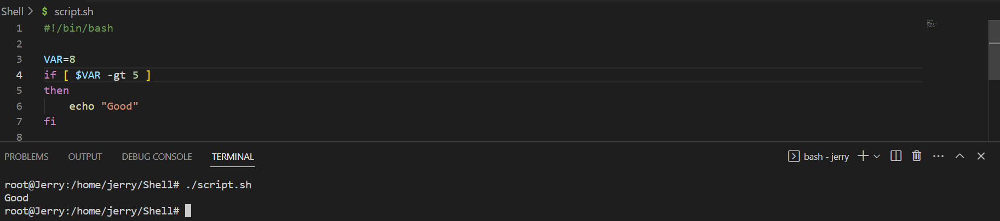 Shell > $ script.sh
1 #!/bin/bash
2
3 VAR=8
4 if [ $VAR -gt 5 ]
5 then
6     echo "Good"
7 fi
8
PROBLEMS OUTPUT DEBUG CONSOLE TERMINAL bash - jerry
root@Jerry:/home/jerry/Shell# ./script.sh
Good
root@Jerry:/home/jerry/Shell#